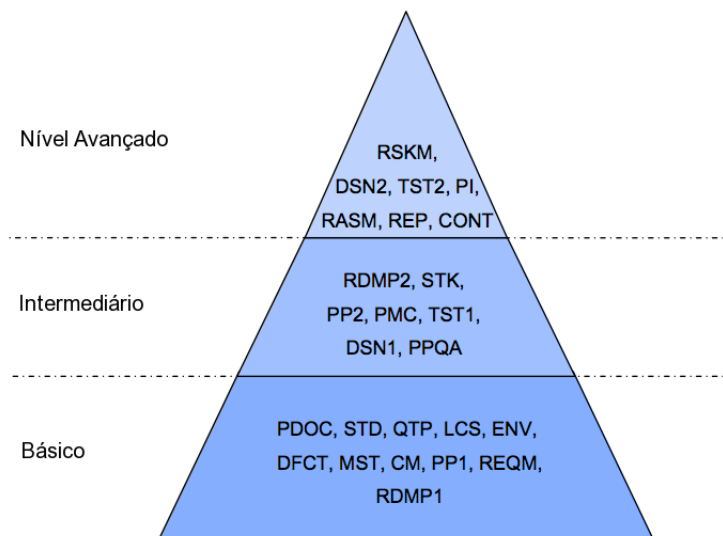 Nível Avançado
RSKM,
DSN2, TST2, PI,
RASM, REP, CONT
Intermediário
RDMP2, STK,
PP2, PMC, TST1,
DSN1, PPQA
Básico
PDOC, STD, QTP, LCS, ENV,
DFCT, MST, CM, PP1, REQM,
RDMP1